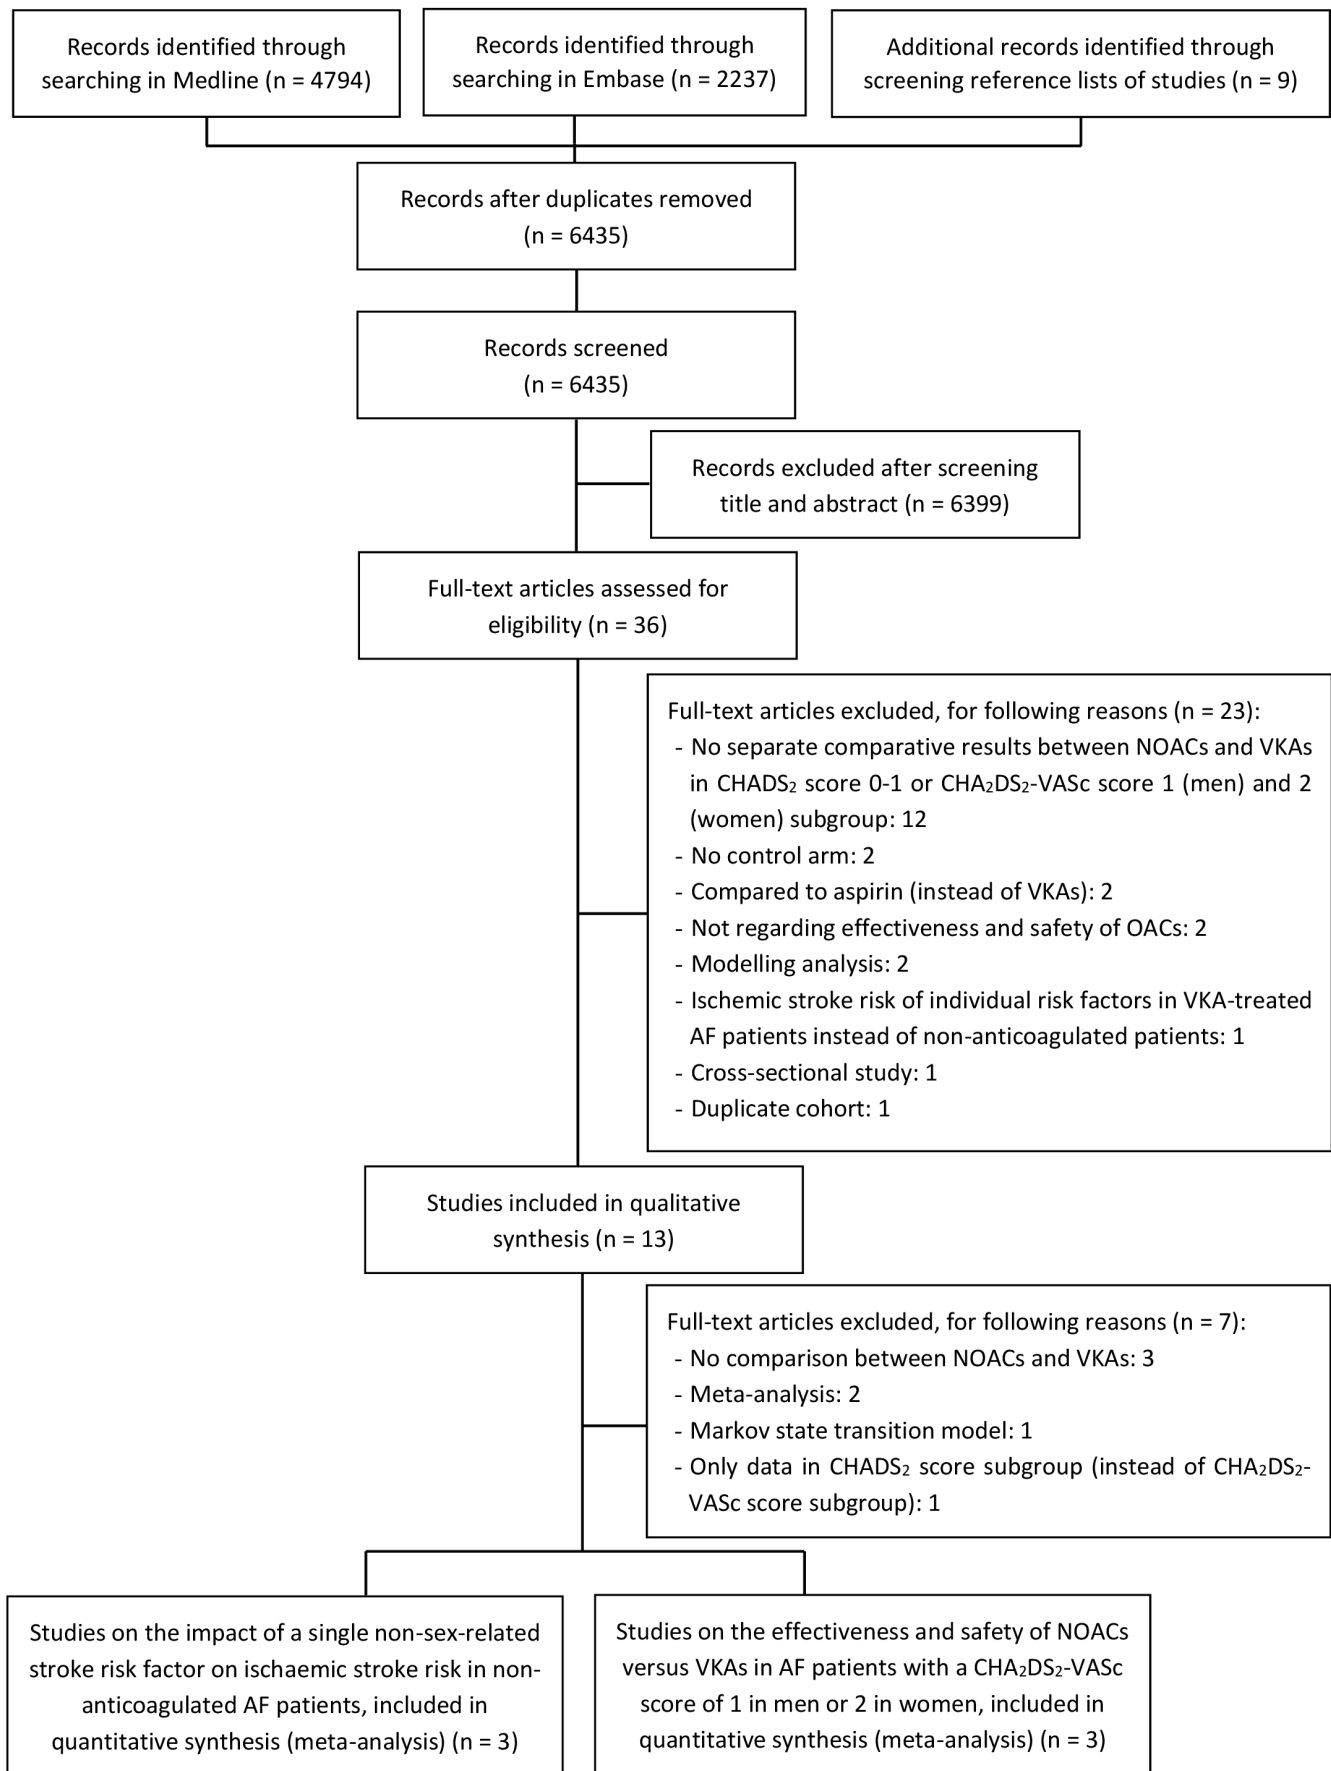 Records identified through
searching in Medline (n = 4794)
Records identified through
searching in Embase (n = 2237)
Additional records identified through
screening reference lists of studies (n = 9)
Records after duplicates removed
(n = 6435)
Records screened
(n = 6435)
Records excluded after screening
title and abstract (n = 6399)
Full-text articles assessed for
eligibility (n = 36)
Full-text articles excluded, for following reasons (n = 23):
- No separate comparative results between NOACs and VKAs
in CHADS₂ score 0-1 or CHA₂DS₂-VASc score 1 (men) and 2
(women) subgroup: 12
- No control arm: 2
- Compared to aspirin (instead of VKAs): 2
- Not regarding effectiveness and safety of OACs: 2
- Modelling analysis: 2
- Ischemic stroke risk of individual risk factors in VKA-treated
AF patients instead of non-anticoagulated patients: 1
- Cross-sectional study: 1
- Duplicate cohort: 1
Studies included in qualitative
synthesis (n = 13)
Full-text articles excluded, for following reasons (n = 7):
- No comparison between NOACs and VKAs: 3
- Meta-analysis: 2
- Markov state transition model: 1
- Only data in CHADS₂ score subgroup (instead of CHA₂DS₂-
VASc score subgroup): 1
Studies on the impact of a single non-sex-related
stroke risk factor on ischaemic stroke risk in non-
anticoagulated AF patients, included in
quantitative synthesis (meta-analysis) (n = 3)
Studies on the effectiveness and safety of NOACs
versus VKAs in AF patients with a CHA₂DS₂-VASc
score of 1 in men or 2 in women, included in
quantitative synthesis (meta-analysis) (n = 3)